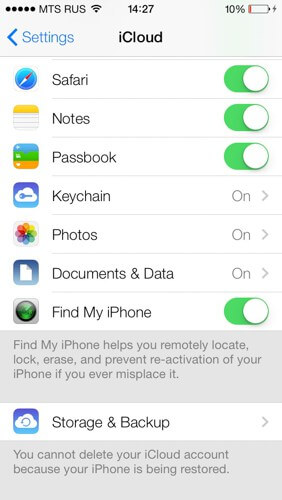 MTS RUS 14:27 10%
Settings iCloud
Safari
Notes
Passbook
Keychain On
Photos On
Documents & Data On
Find My iPhone
Find My iPhone helps you remotely locate,
lock, erase, and prevent re-activation of your
iPhone if you ever misplace it.
Storage & Backup
You cannot delete your iCloud account
because your iPhone is being restored.